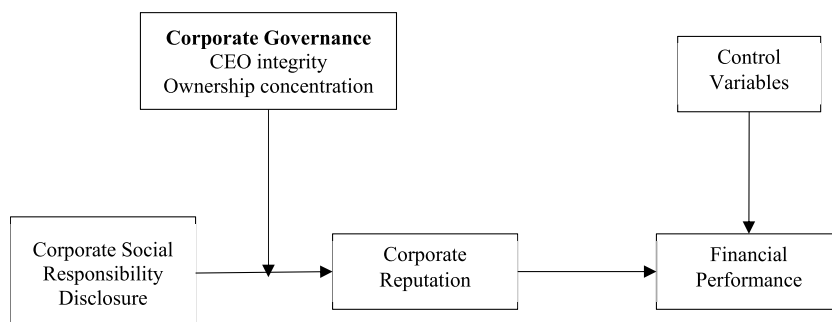 Corporate Governance
CEO integrity
Ownership concentration
Control
Variables
Corporate Social
Responsibility
Disclosure
Corporate
Reputation
Financial
Performance